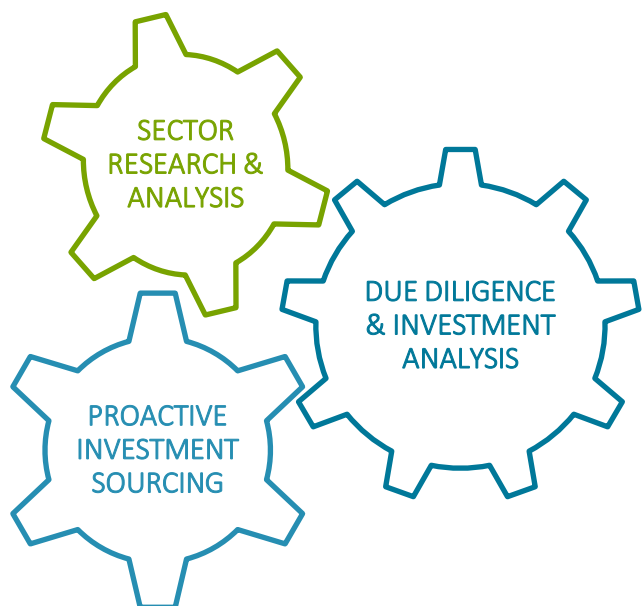 SECTOR
RESEARCH &
ANALYSIS
DUE DILIGENCE
& INVESTMENT
ANALYSIS
PROACTIVE
INVESTMENT
SOURCING